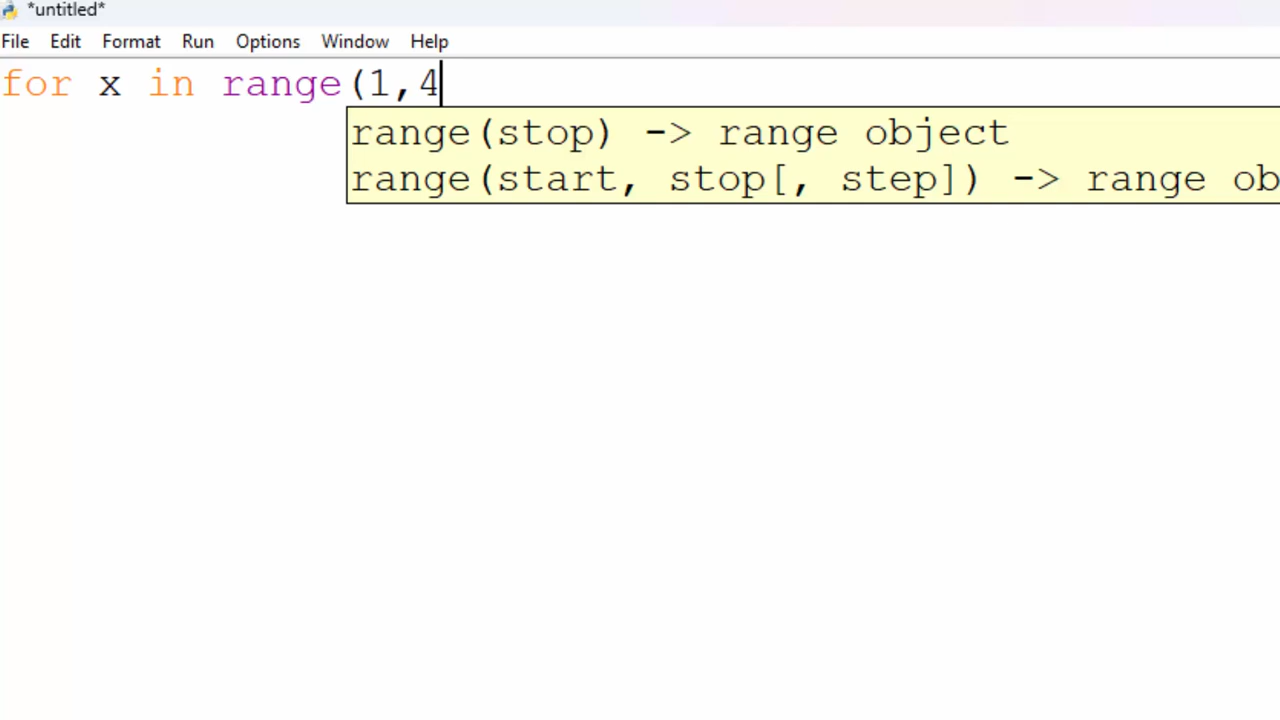 *untitled*
File Edit Format Run Options Window Help
for x in range(1,4
range(stop) -> range object
range(start, stop[, step]) -> range ob